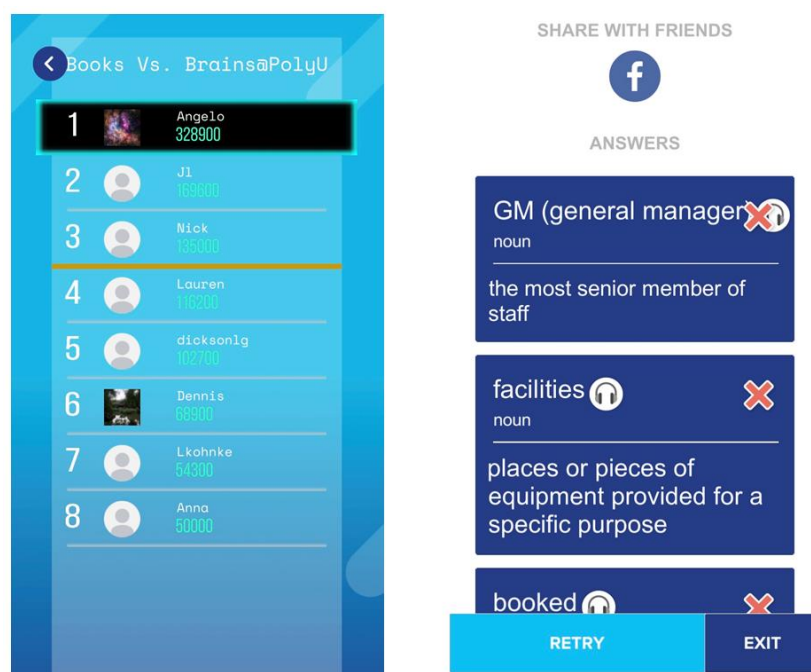 Books Vs. Brains@PolyU
1
Angelo
328900
2
Jl
169600
3
Nick
135000
4
Lauren
116200
5
dicksonlg
102700
6
Dennis
68900
7
Lkohnke
54300
8
Anna
50000
SHARE WITH FRIENDS
f
ANSWERS
GM (general manager)
noun
the most senior member of
staff
facilities
noun
places or pieces of
equipment provided for a
specific purpose
booked
RETRY
EXIT